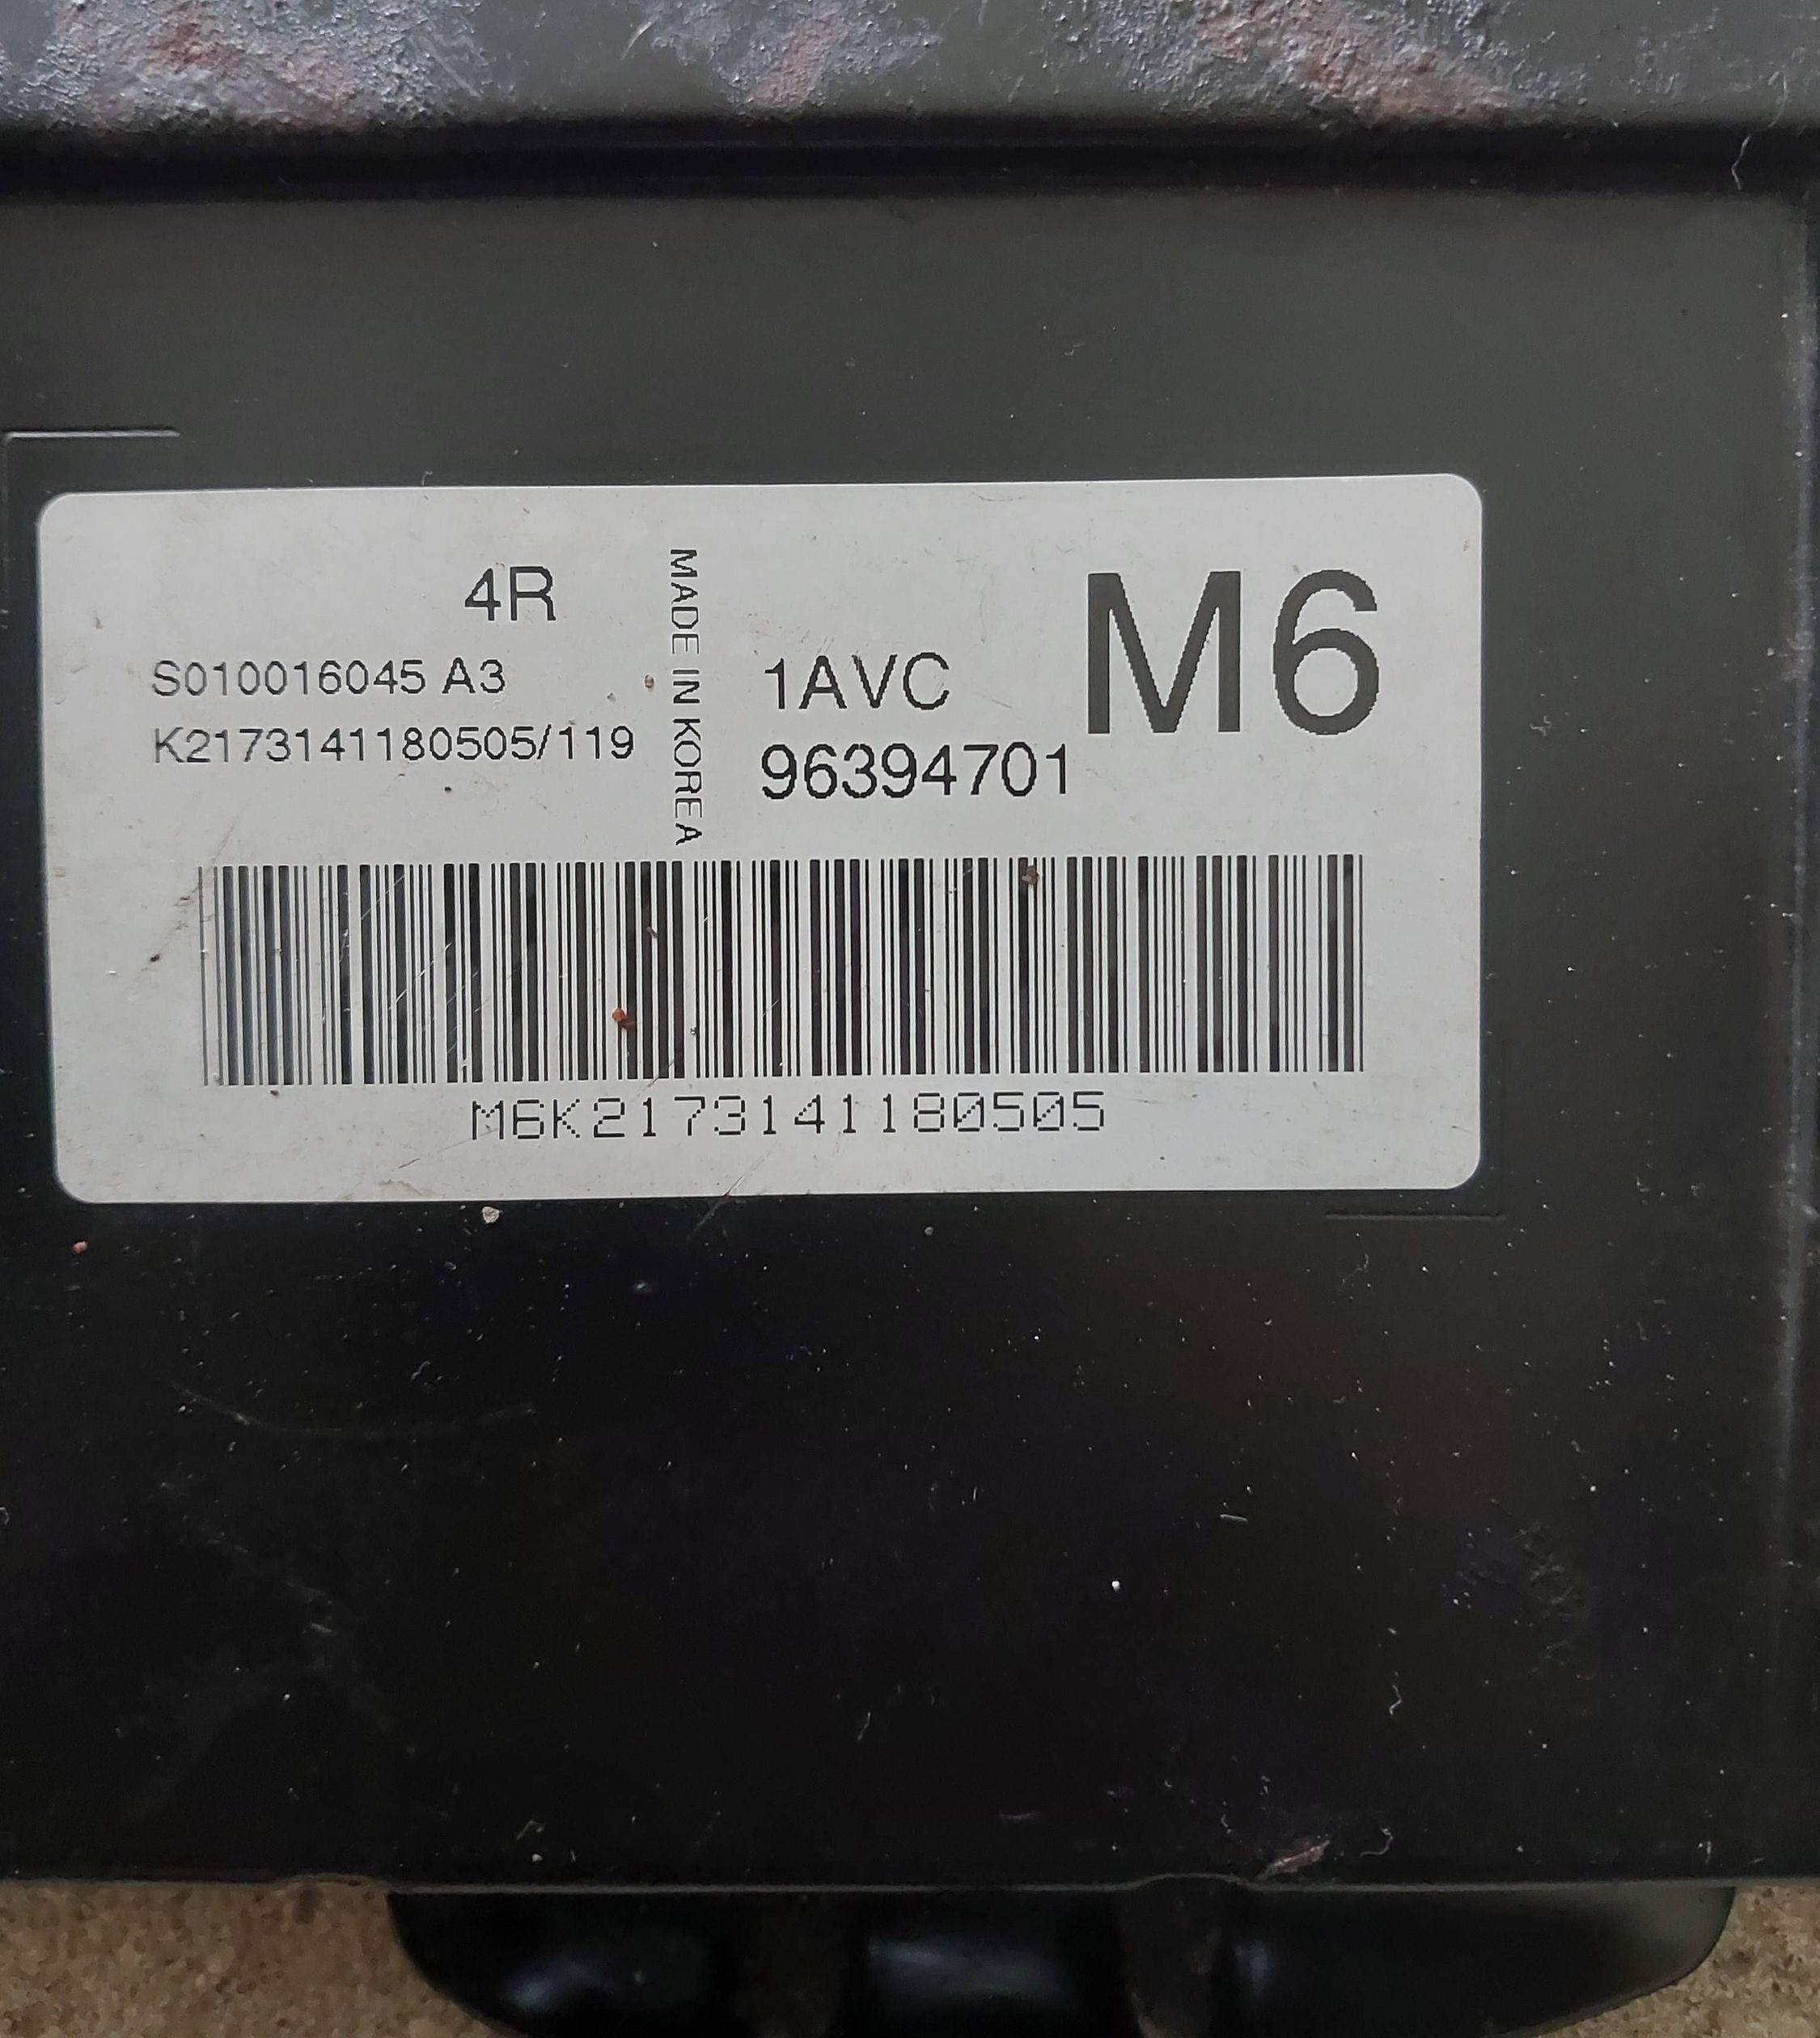 4R
S010016045 A3
K2173141180505/119
MADE IN KOREA
1AVC
96394701
M6
M6K2173141180505